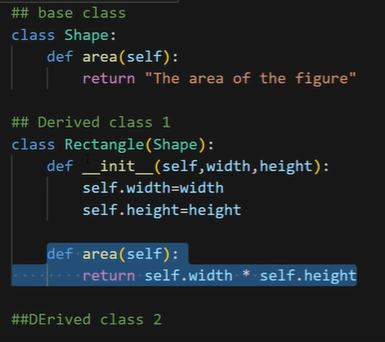 ## base class
class Shape:
    def area(self):
        return "The area of the figure"

## Derived class 1
class Rectangle(Shape):
    def __init__(self,width,height):
        self.width=width
        self.height=height

    def area(self):
        return self.width * self.height

##DErived class 2